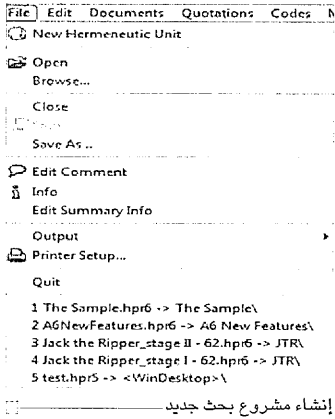 File Edit Documents Quotations Codes
New Hermeneutic Unit
Open
Browse...
Close
Save As ..
Edit Comment
Info
Edit Summary Info
Output
Printer Setup...
Quit
1 The Sample.hpr6 -> The Sample\
2 A6NewFeatures.hpr6 -> A6 New Features\
3 Jack the Ripper_stage II - 62.hpr6 -> JTR\
4 Jack the Ripper_stage I - 62.hpr6 -> JTR\
5 test.hpr5 -> <WinDesktop>\
إنشاء مشروع بحث جديد